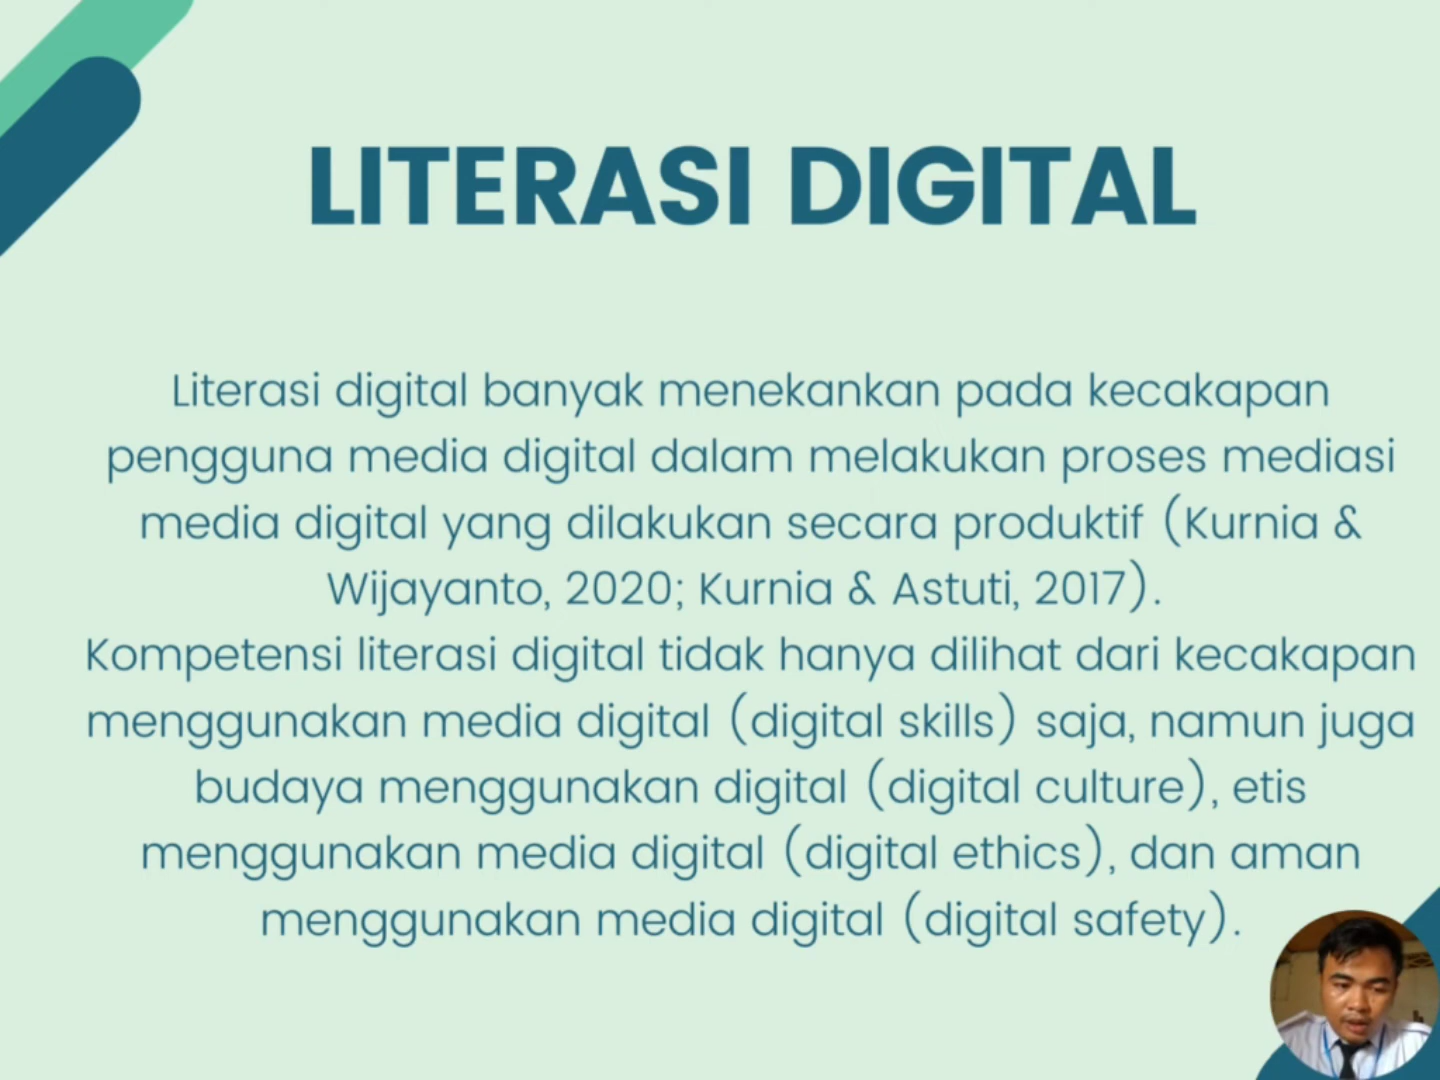 LITERASI DIGITAL
Literasi digital banyak menekankan pada kecakapan
pengguna media digital dalam melakukan proses mediasi
media digital yang dilakukan secara produktif (Kurnia &
Wijayanto, 2020; Kurnia & Astuti, 2017).
Kompetensi literasi digital tidak hanya dilihat dari kecakapan
menggunakan media digital (digital skills) saja, namun juga
budaya menggunakan digital (digital culture), etis
menggunakan media digital (digital ethics), dan aman
menggunakan media digital (digital safety).